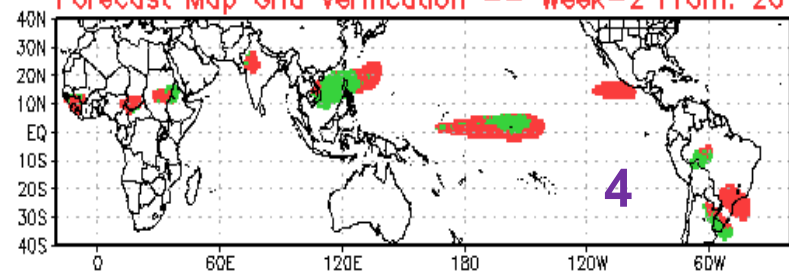 Forecast Map Grid Verification -- Week-2 From: 20
40N
30N
20N
10N
EQ
10S
20S
30S
40S
4
0 60E 120E 180 120W 60W